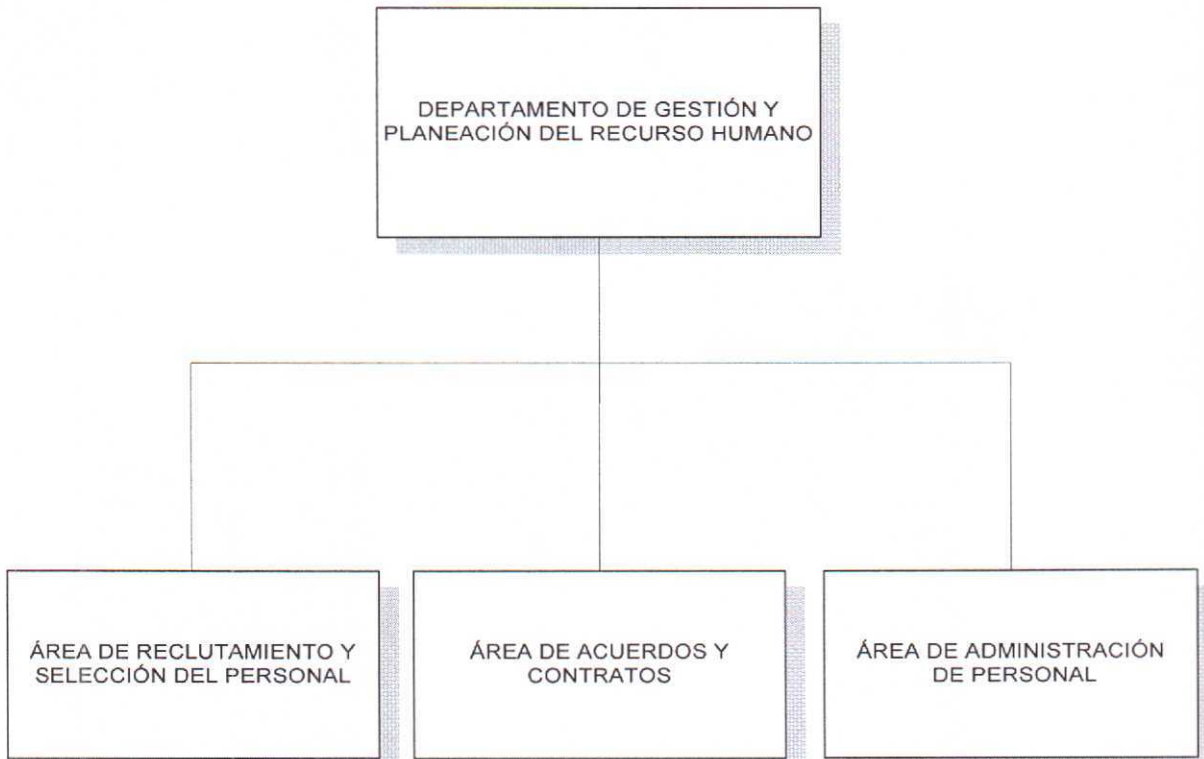 DEPARTAMENTO DE GESTIÓN Y
PLANEACIÓN DEL RECURSO HUMANO
ÁREA DE RECLUTAMIENTO Y
SELECCIÓN DEL PERSONAL
ÁREA DE ACUERDOS Y
CONTRATOS
ÁREA DE ADMINISTRACIÓN
DE PERSONAL